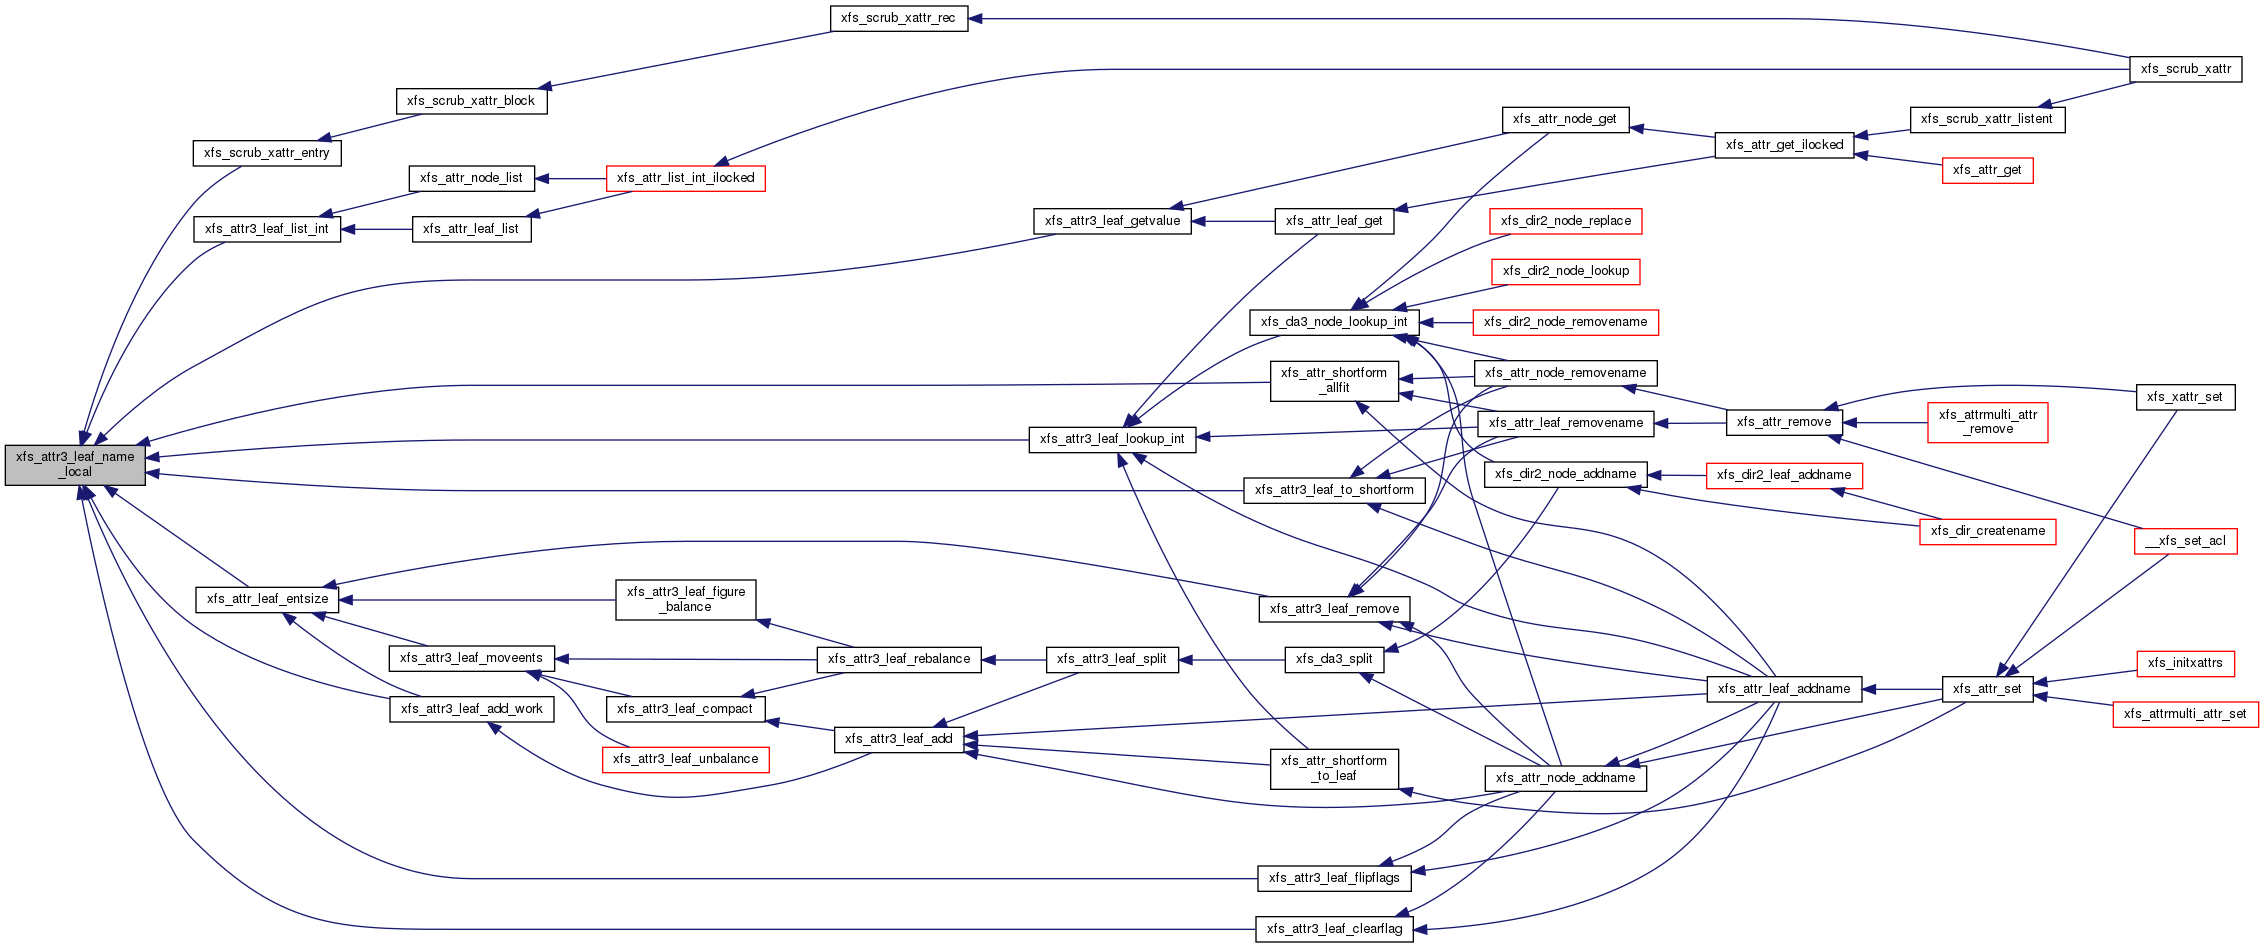 xfs_scrub_xattr_rec
xfs_scrub_xattr
xfs_scrub_xattr_block
xfs_attr_node_get
xfs_scrub_xattr_listent
xfs_scrub_xattr_entry
xfs_attr_get_ilocked
xfs_attr_node_list
xfs_attr_list_int_ilocked
xfs_attr_get
xfs_attr3_leaf_list_int
xfs_attr_leaf_list
xfs_attr3_leaf_getvalue
xfs_attr_leaf_get
xfs_dir2_node_replace
xfs_dir2_node_lookup
xfs_da3_node_lookup_int
xfs_dir2_node_removename
xfs_attr_shortform
_allfit
xfs_attr_node_removename
xfs_xattr_set
xfs_attr3_leaf_lookup_int
xfs_attr_leaf_removename
xfs_attr_remove
xfs_attrmulti_attr
_remove
xfs_attr3_leaf_name
_local
xfs_attr3_leaf_to_shortform
xfs_dir2_node_addname
xfs_dir2_leaf_addname
xfs_dir_createname
__xfs_set_acl
xfs_attr_leaf_entsize
xfs_attr3_leaf_figure
_balance
xfs_attr3_leaf_remove
xfs_attr3_leaf_moveents
xfs_attr3_leaf_rebalance
xfs_attr3_leaf_split
xfs_da3_split
xfs_initxattrs
xfs_attr3_leaf_add_work
xfs_attr3_leaf_compact
xfs_attr_leaf_addname
xfs_attr_set
xfs_attrmulti_attr_set
xfs_attr3_leaf_add
xfs_attr3_leaf_unbalance
xfs_attr_shortform
_to_leaf
xfs_attr_node_addname
xfs_attr3_leaf_flipflags
xfs_attr3_leaf_clearflag